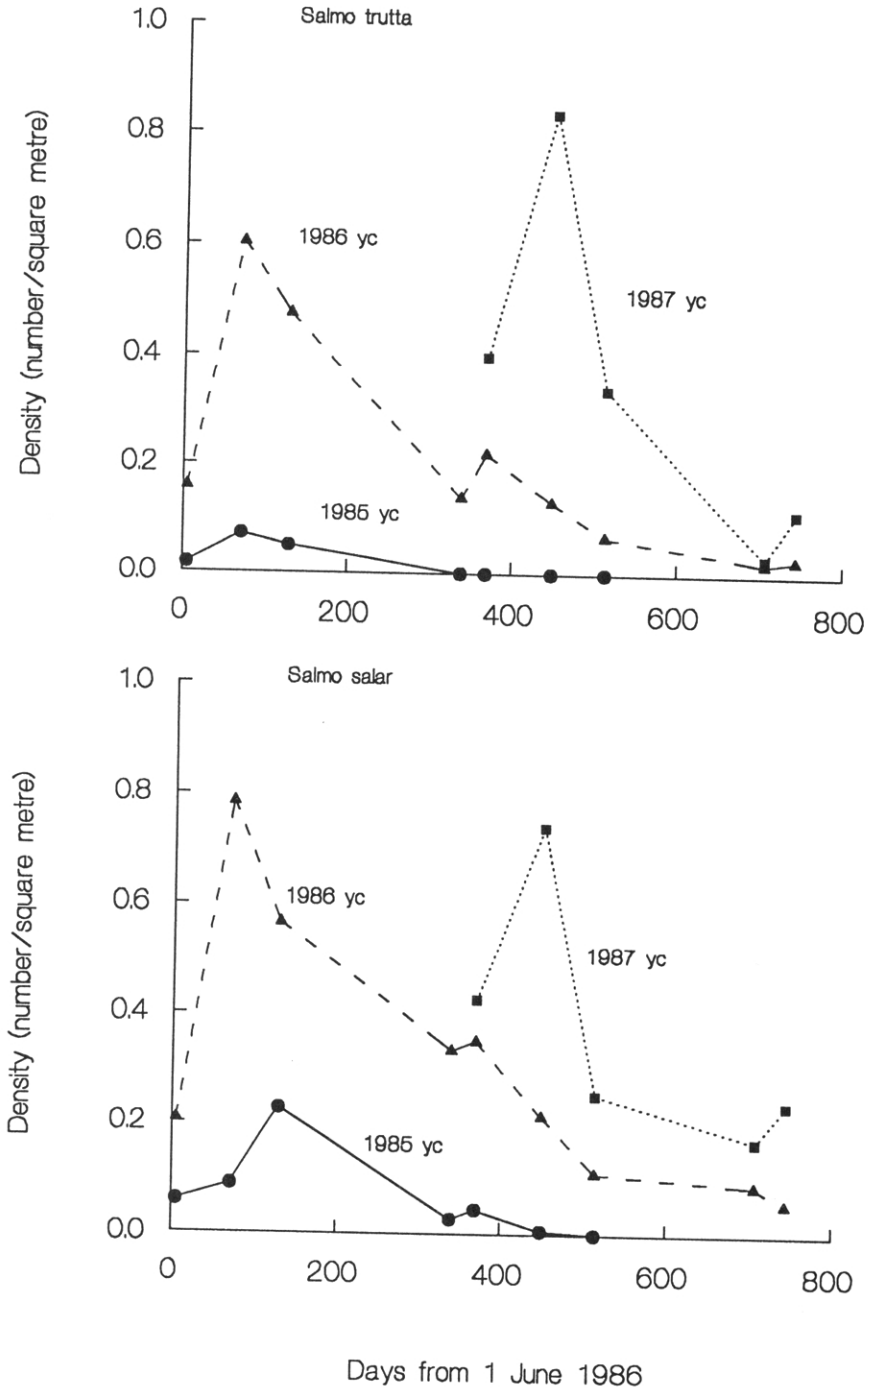 Salmo trutta
1.0
0.8
0.6
0.4
0.2
0.0
Density (number/square metre)
1986 yc
1987 yc
1985 yc
0 200 400 600 800
Salmo salar
1.0
0.8
0.6
0.4
0.2
0.0
Density (number/square metre)
1986 yc
1987 yc
1985 yc
0 200 400 600 800
Days from 1 June 1986